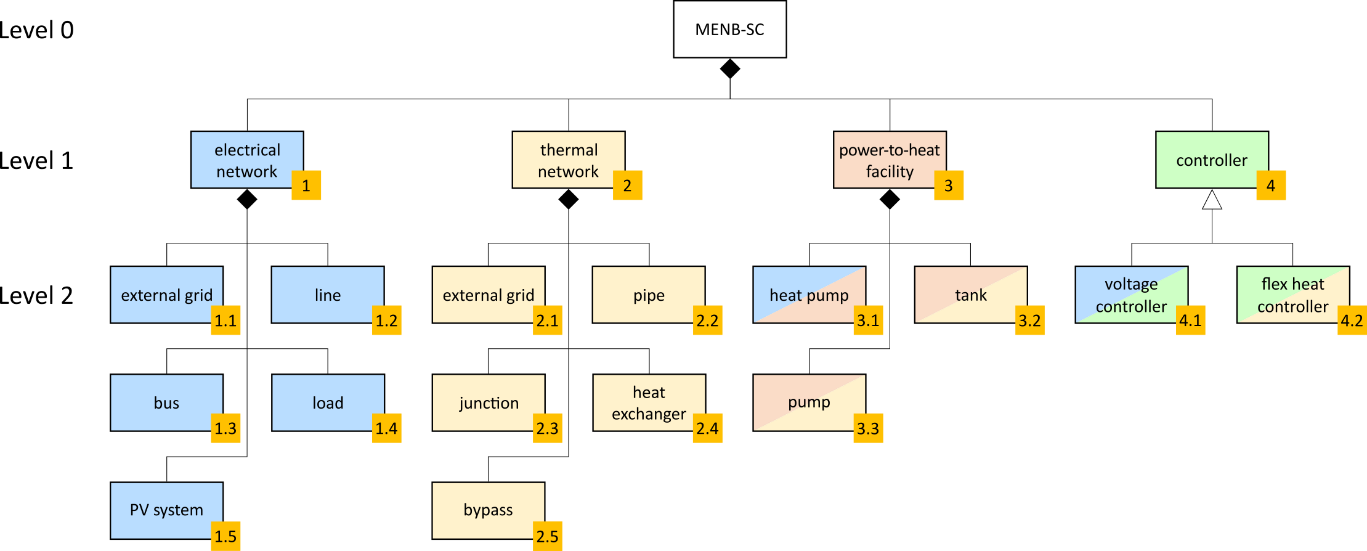 Level 0
MENB-SC
Level 1
electrical
network
1
thermal
network
2
power-to-heat
facility
3
controller
4
Level 2
external grid
1.1
line
1.2
external grid
2.1
pipe
2.2
heat pump
3.1
tank
3.2
voltage
controller
4.1
flex heat
controller
4.2
bus
1.3
load
1.4
junction
2.3
heat
exchanger
2.4
pump
3.3
PV system
1.5
bypass
2.5